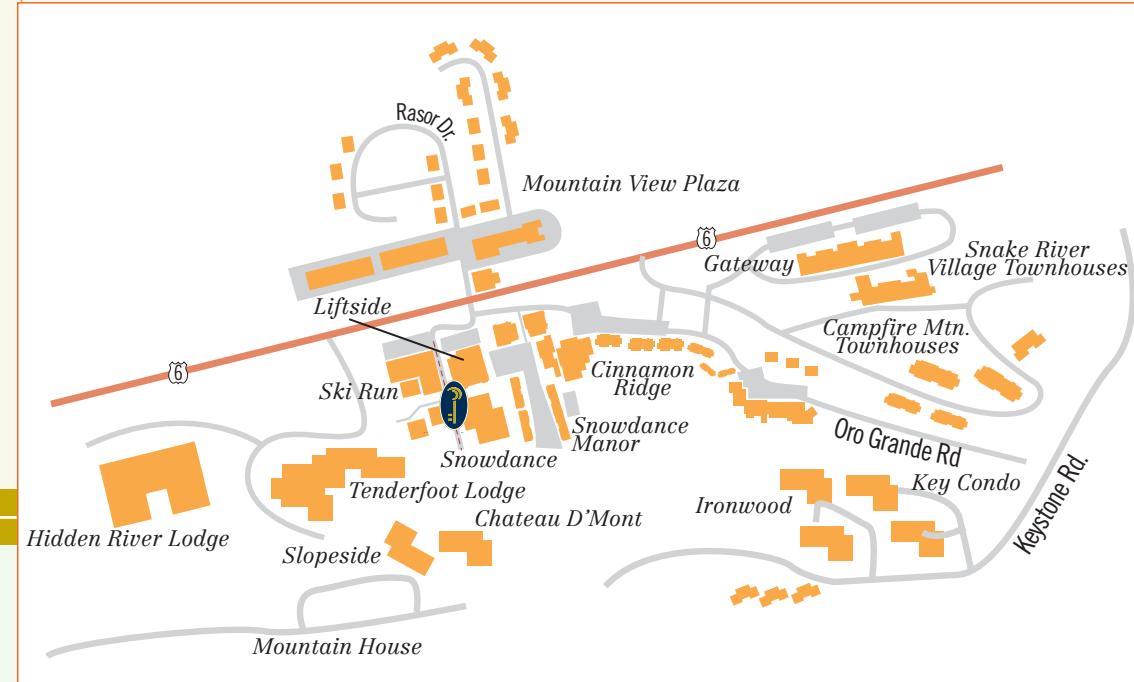 Rasor Dr.
Mountain View Plaza
6
Gateway
Snake River
Village Townhouses
Liftside
Campfire Mtn.
Townhouses
6
Ski Run
Cinnamon
Ridge
Snowdance
Manor
Oro Grande Rd
Snowdance
Tenderfoot Lodge
Key Condo
Ironwood
Keystone Rd.
Chateau D'Mont
Hidden River Lodge
Slopeside
Mountain House